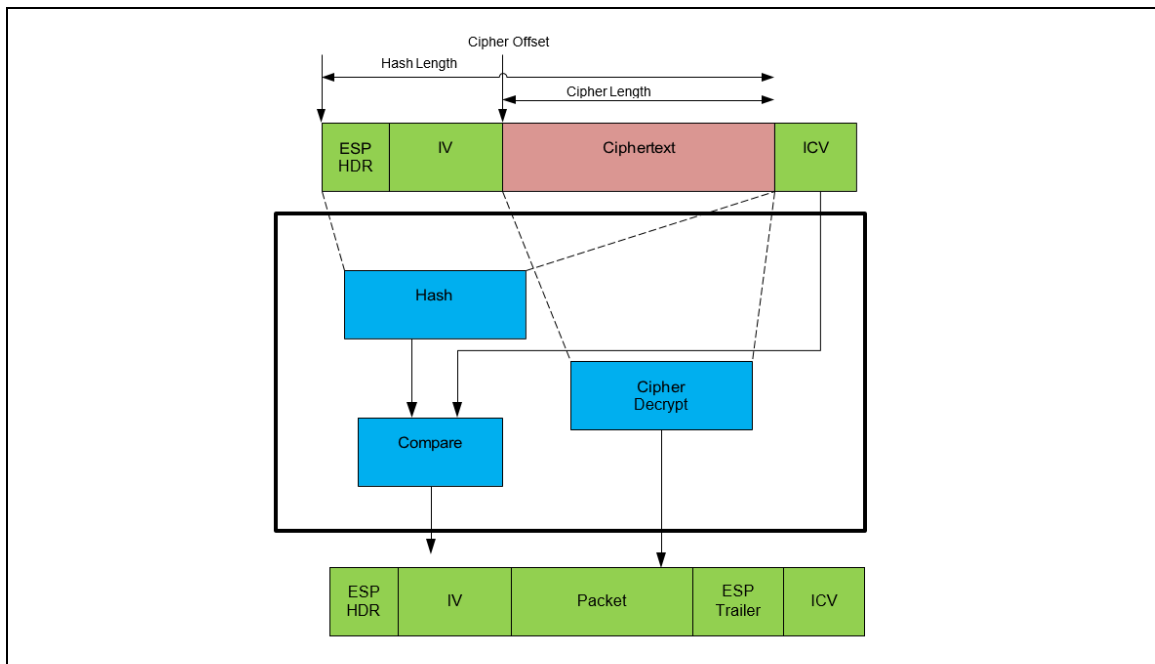 Cipher Offset
Hash Length
Cipher Length
ESP
HDR
IV
Ciphertext
ICV
Hash
Cipher
Decrypt
Compare
ESP
HDR
IV
Packet
ESP
Trailer
ICV